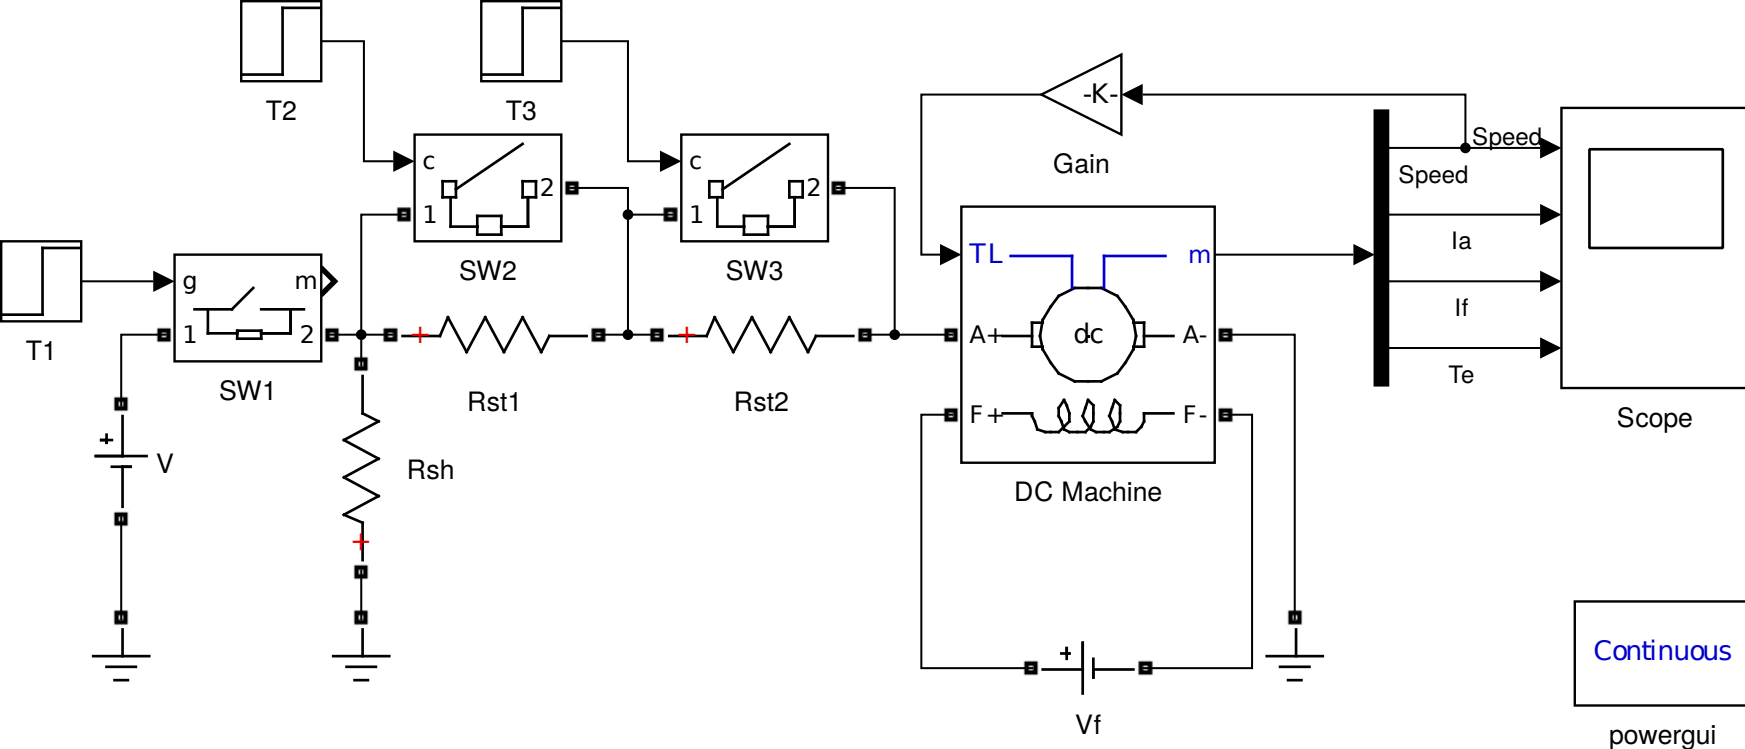 T2
T3
-K-
Speed
c
2
1
SW2
c
2
1
SW3
Gain
Speed
Ia
If
Te
Scope
T1
g
m
1
2
SW1
TL
m
A+
dc
A-
F+
F-
DC Machine
Rst1
Rst2
+
V
Rsh
+
Vf
Continuous
powergui